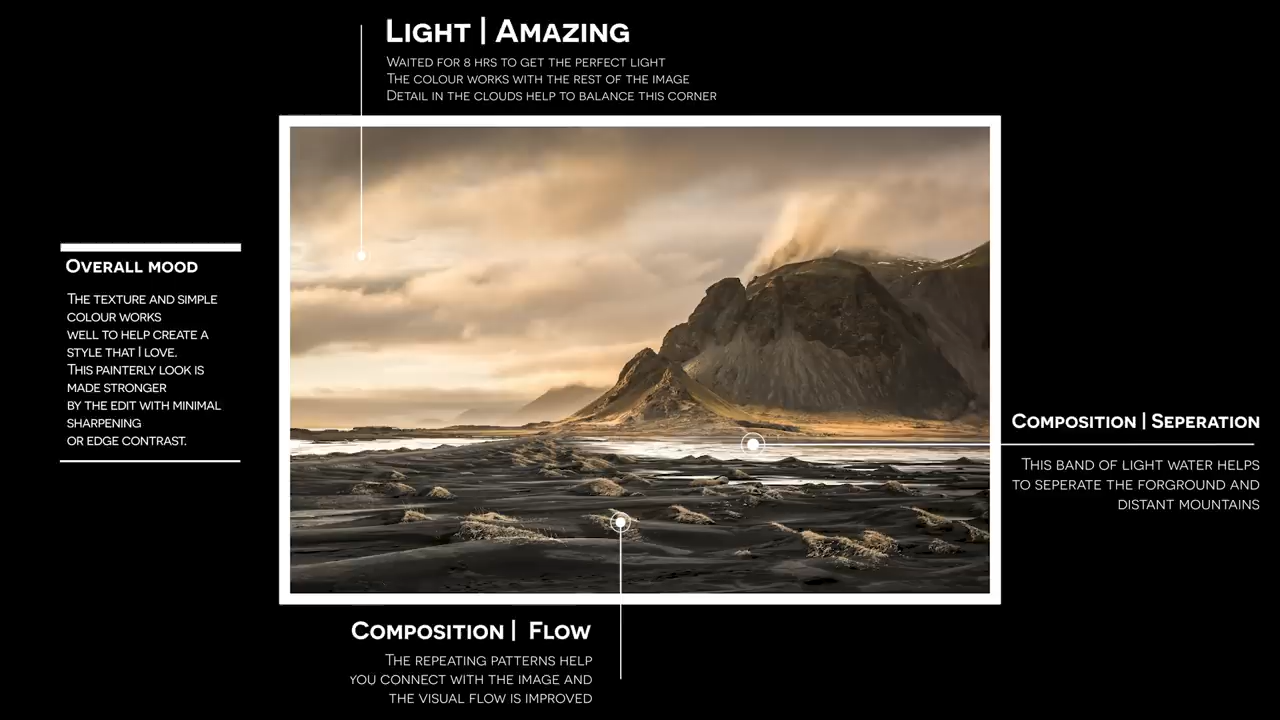 Light | Amazing
Waited for 8 hrs to get the perfect light
The colour works with the rest of the image
Detail in the clouds help to balance this corner
Overall mood
The texture and simple
colour works
well to help create a
style that I love.
This painterly look is
made stronger
by the edit with minimal
sharpening
or edge contrast.
Composition | Seperation
This band of light water helps
to seperate the forground and
distant mountains
Composition | Flow
The repeating patterns help
you connect with the image and
the visual flow is improved